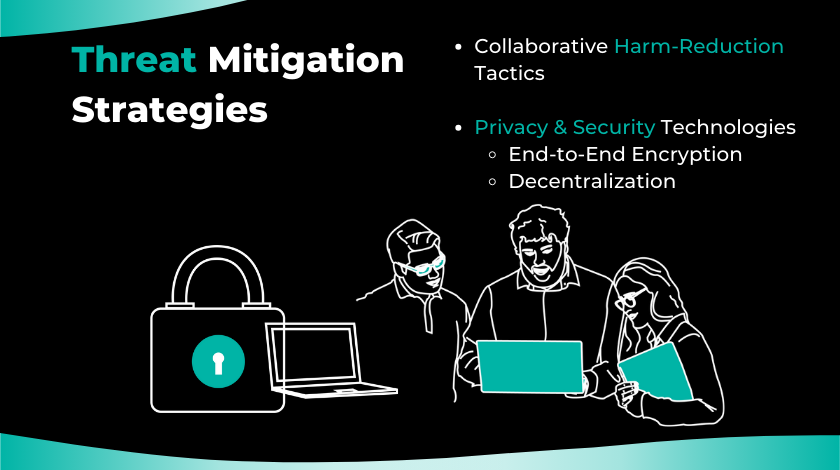 Threat Mitigation
Strategies
• Collaborative Harm-Reduction
Tactics
• Privacy & Security Technologies
○ End-to-End Encryption
○ Decentralization